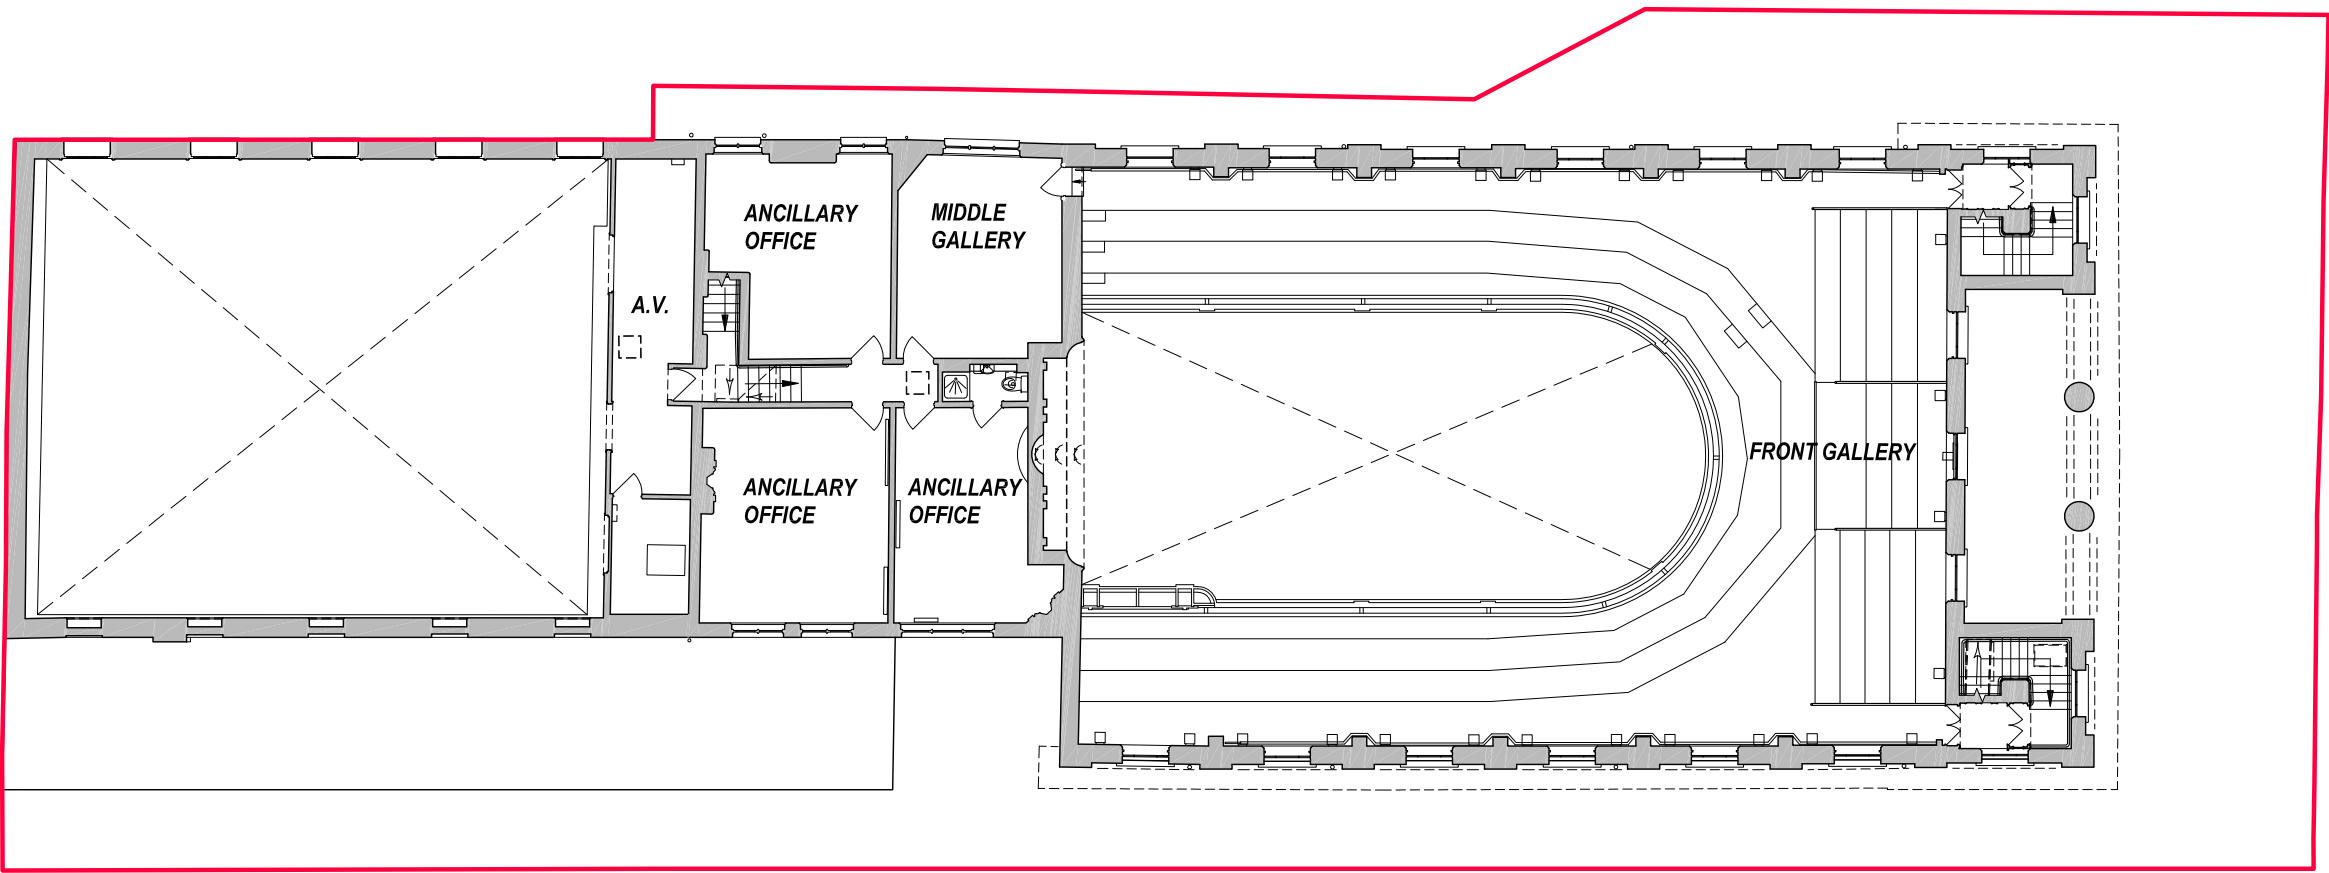 ANCILLARY
OFFICE
MIDDLE
GALLERY
A.V.
FRONT GALLERY
ANCILLARY
OFFICE
ANCILLARY
OFFICE